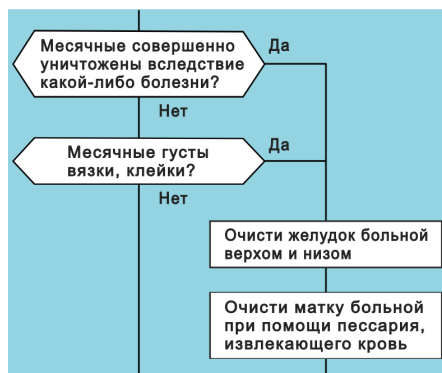 Месячные совершенно
уничтожены вследствие
какой-либо болезни?
Да
Нет
Месячные густы
вязки, клейки?
Да
Нет
Очисти желудок больной
верхом и низом
Очисти матку больной
при помощи пессария,
извлекающего кровь